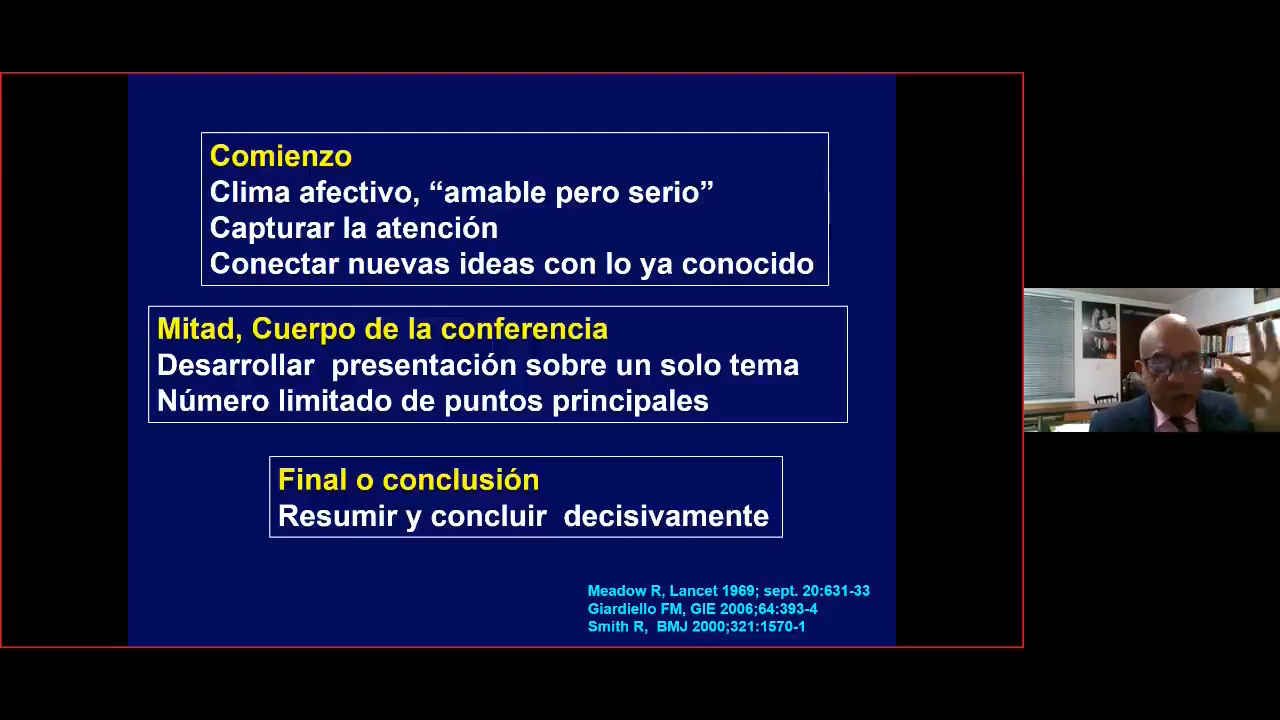 Comienzo
Clima afectivo, “amable pero serio”
Capturar la atención
Conectar nuevas ideas con lo ya conocido
Mitad, Cuerpo de la conferencia
Desarrollar  presentación sobre un solo tema
Número limitado de puntos principales
Final o conclusión
Resumir y concluir  decisivamente
Meadow R, Lancet 1969; sept. 20:631-33
Giardiello FM, GIE 2006;64:393-4
Smith R,  BMJ 2000;321:1570-1